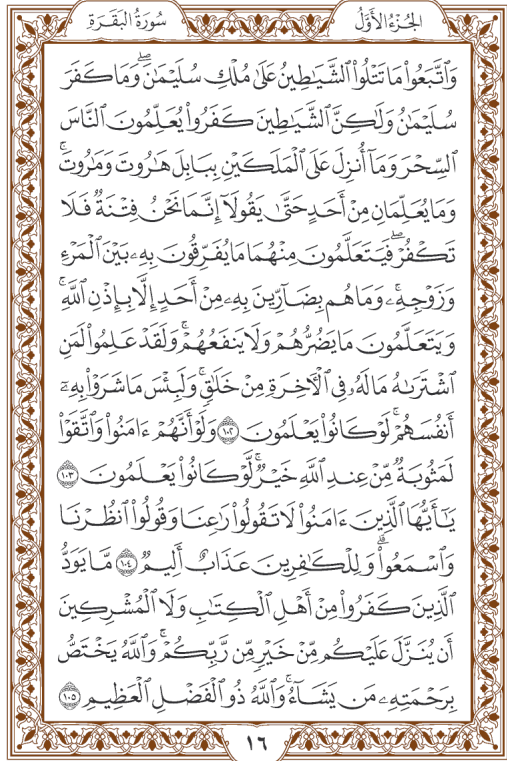 سُورَةُ البَقَرَةِ
الجُزءُ الأَوَّلُ
وَٱتَّبَعُوا۟ مَا تَتْلُوا۟ ٱلشَّيَٰطِينُ عَلَىٰ مُلْكِ سُلَيْمَٰنَ ۖ وَمَا كَفَرَ
سُلَيْمَٰنُ وَلَٰكِنَّ ٱلشَّيَٰطِينَ كَفَرُوا۟ يُعَلِّمُونَ ٱلنَّاسَ
ٱلسِّحْرَ وَمَآ أُنزِلَ عَلَى ٱلْمَلَكَيْنِ بِبَابِلَ هَٰرُوتَ وَمَٰرُوتَ ۚ
وَمَا يُعَلِّمَانِ مِنْ أَحَدٍ حَتَّىٰ يَقُولَآ إِنَّمَا نَحْنُ فِتْنَةٌ فَلَا
تَكْفُرْ ۖ فَيَتَعَلَّمُونَ مِنْهُمَا مَا يُفَرِّقُونَ بِهِۦ بَيْنَ ٱلْمَرْءِ
وَزَوْجِهِۦ ۚ وَمَا هُم بِضَآرِّينَ بِهِۦ مِنْ أَحَدٍ إِلَّا بِإِذْنِ ٱللَّهِ ۚ
وَيَتَعَلَّمُونَ مَا يَضُرُّهُمْ وَلَا يَنفَعُهُمْ ۚ وَلَقَدْ عَلِمُوا۟ لَمَنِ
ٱشْتَرَىٰهُ مَا لَهُۥ فِى ٱلْءَاخِرَةِ مِنْ خَلَٰقٍ ۚ وَلَبِئْسَ مَا شَرَوْا۟ بِهِۦٓ
أَنفُسَهُمْ ۚ لَوْ كَانُوا۟ يَعْلَمُونَ ١٠٢ وَلَوْ أَنَّهُمْ ءَامَنُوا۟ وَٱتَّقَوْا۟
لَمَثُوبَةٌ مِّنْ عِندِ ٱللَّهِ خَيْرٌ ۖ لَّوْ كَانُوا۟ يَعْلَمُونَ ١٠٣
يَٰٓأَيُّهَا ٱلَّذِينَ ءَامَنُوا۟ لَا تَقُولُوا۟ رَٰعِنَا وَقُولُوا۟ ٱنظُرْنَا
وَٱسْمَعُوا۟ ۗ وَلِلْكَٰفِرِينَ عَذَابٌ أَلِيمٌ ١٠٤ مَّا يَوَدُّ
ٱلَّذِينَ كَفَرُوا۟ مِنْ أَهْلِ ٱلْكِتَٰبِ وَلَا ٱلْمُشْرِكِينَ
أَن يُنَزَّلَ عَلَيْكُم مِّنْ خَيْرٍ مِّن رَّبِّكُمْ ۗ وَٱللَّهُ يَخْتَصُّ
بِرَحْمَتِهِۦ مَن يَشَآءُ ۚ وَٱللَّهُ ذُو ٱلْفَضْلِ ٱلْعَظِيمِ ١٠٥
١٦